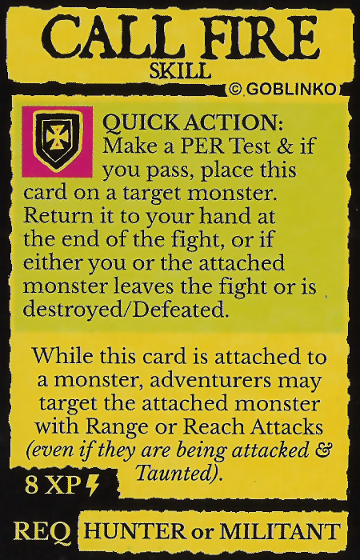 CALL FIRE
SKILL
© GOBLINKO
QUICK ACTION:
Make a PER Test & if
you pass, place this
card on a target monster.
Return it to your hand at
the end of the fight, or if
either you or the attached
monster leaves the fight or is
destroyed/Defeated.
While this card is attached to
a monster, adventurers may
target the attached monster
with Range or Reach Attacks
(even if they are being attacked &
Taunted).
8 XP
REQ HUNTER or MILITANT